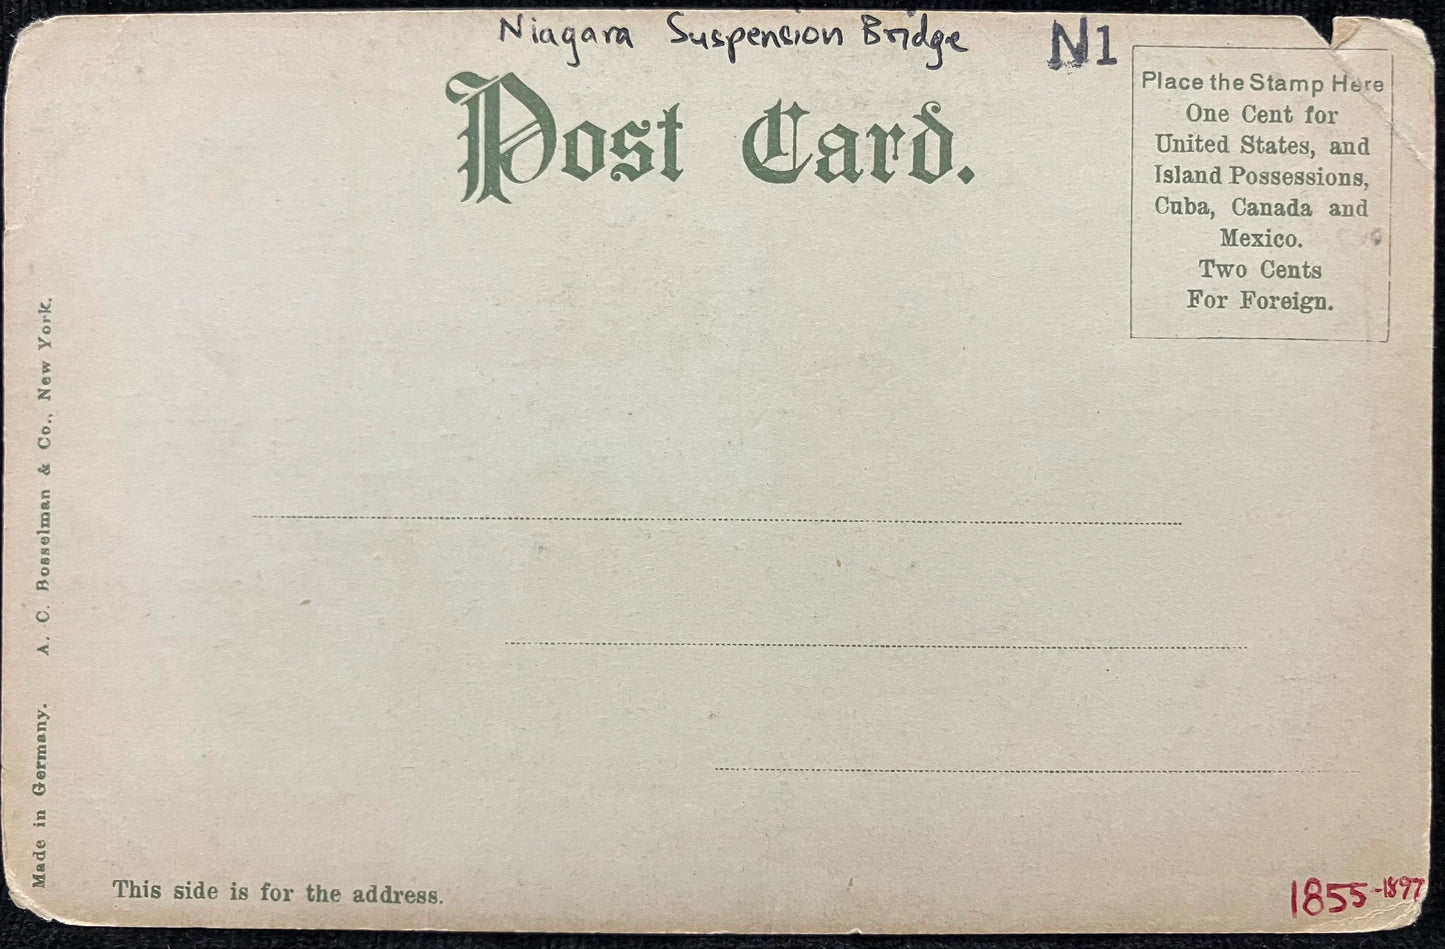 Niagara Suspension Bridge N1
Post Card.
Place the Stamp Here
One Cent for
United States, and
Island Possessions,
Cuba, Canada and
Mexico.
Two Cents
For Foreign.
Made in Germany. A. C. Bosselman & Co., New York.
This side is for the address.
1855-1897